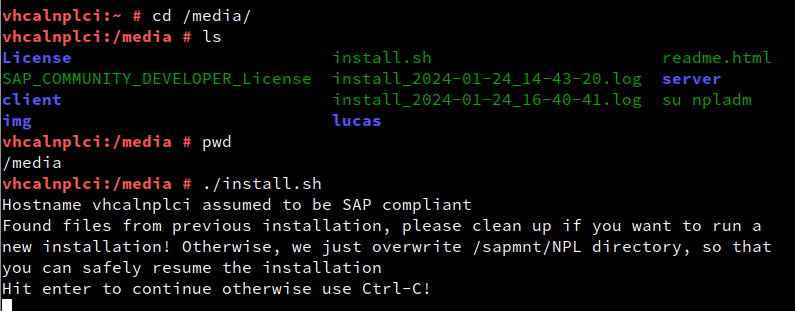 vhcalnplci:~ # cd /media/
vhcalnplci:/media # ls
License install.sh readme.html
SAP_COMMUNITY_DEVELOPER_License install_2024-01-24_14-43-20.log server
client install_2024-01-24_16-40-41.log su npladm
img lucas
vhcalnplci:/media # pwd
/media
vhcalnplci:/media # ./install.sh
Hostname vhcalnplci assumed to be SAP compliant
Found files from previous installation, please clean up if you want to run a
new installation! Otherwise, we just overwrite /sapmnt/NPL directory, so that
you can safely resume the installation
Hit enter to continue otherwise use Ctrl-C!